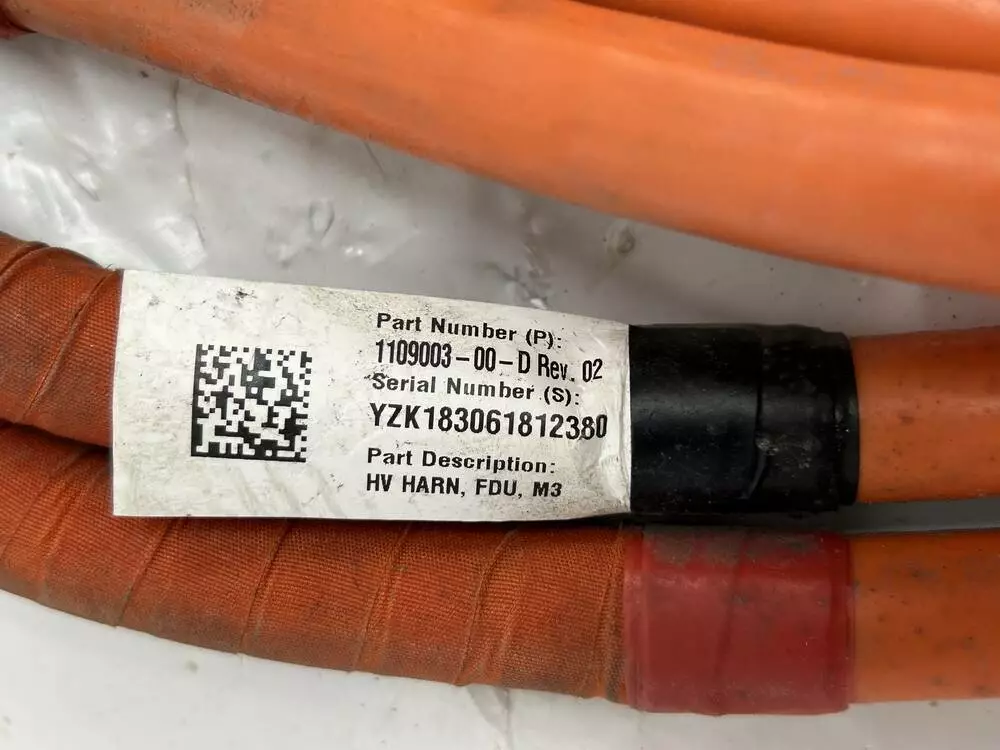 Part Number (P):
1109003-00-D Rev. 02
Serial Number (S):
YZK183061812380
Part Description:
HV HARN, FDU, M3